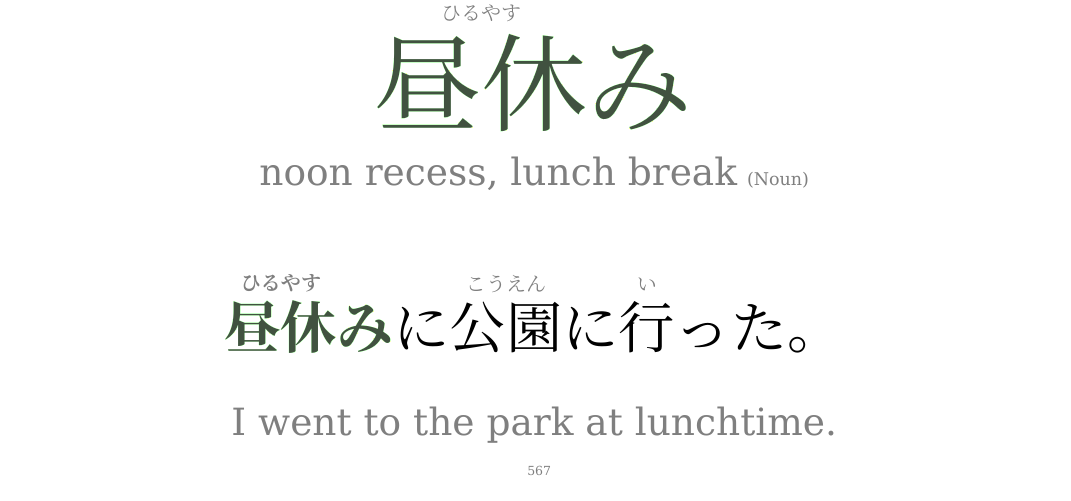 ひるやす
昼休み
noon recess, lunch break (Noun)
ひるやす こうえん い
昼休みに公園に行った。
I went to the park at lunchtime.
567